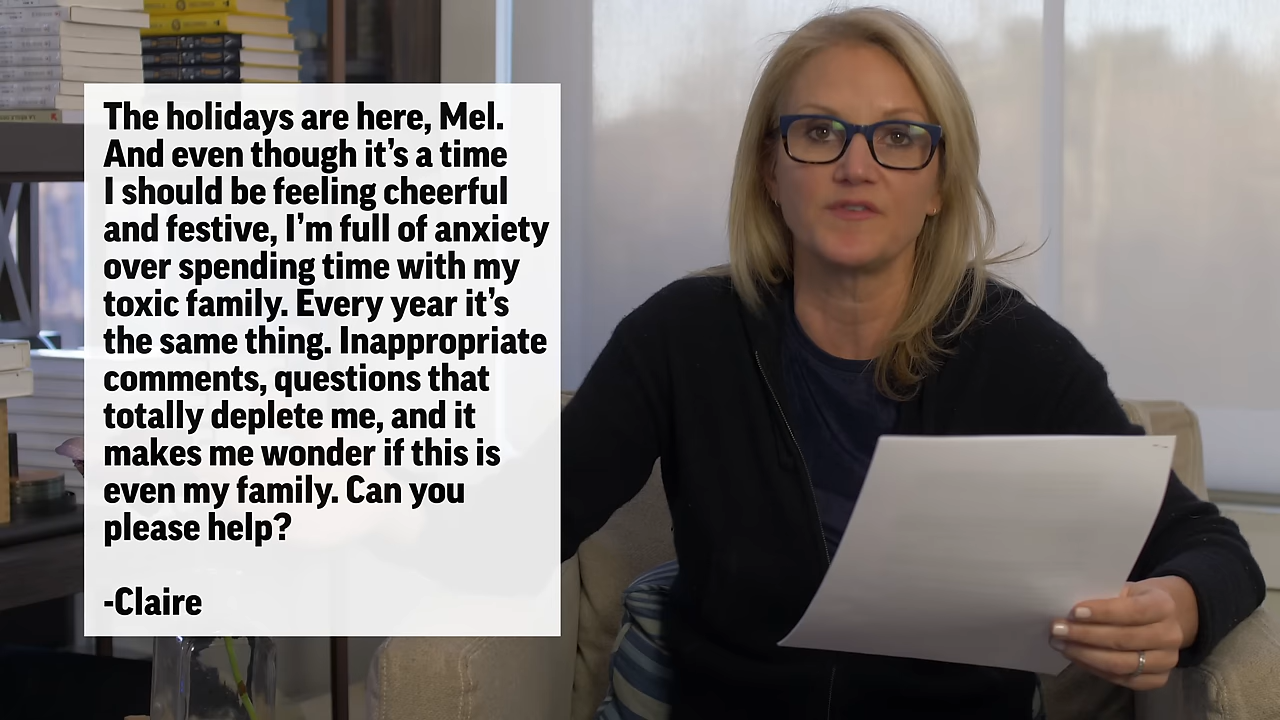 The holidays are here, Mel.
And even though it's a time
I should be feeling cheerful
and festive, I'm full of anxiety
over spending time with my
toxic family. Every year it's
the same thing. Inappropriate
comments, questions that
totally deplete me, and it
makes me wonder if this is
even my family. Can you
please help?
-Claire